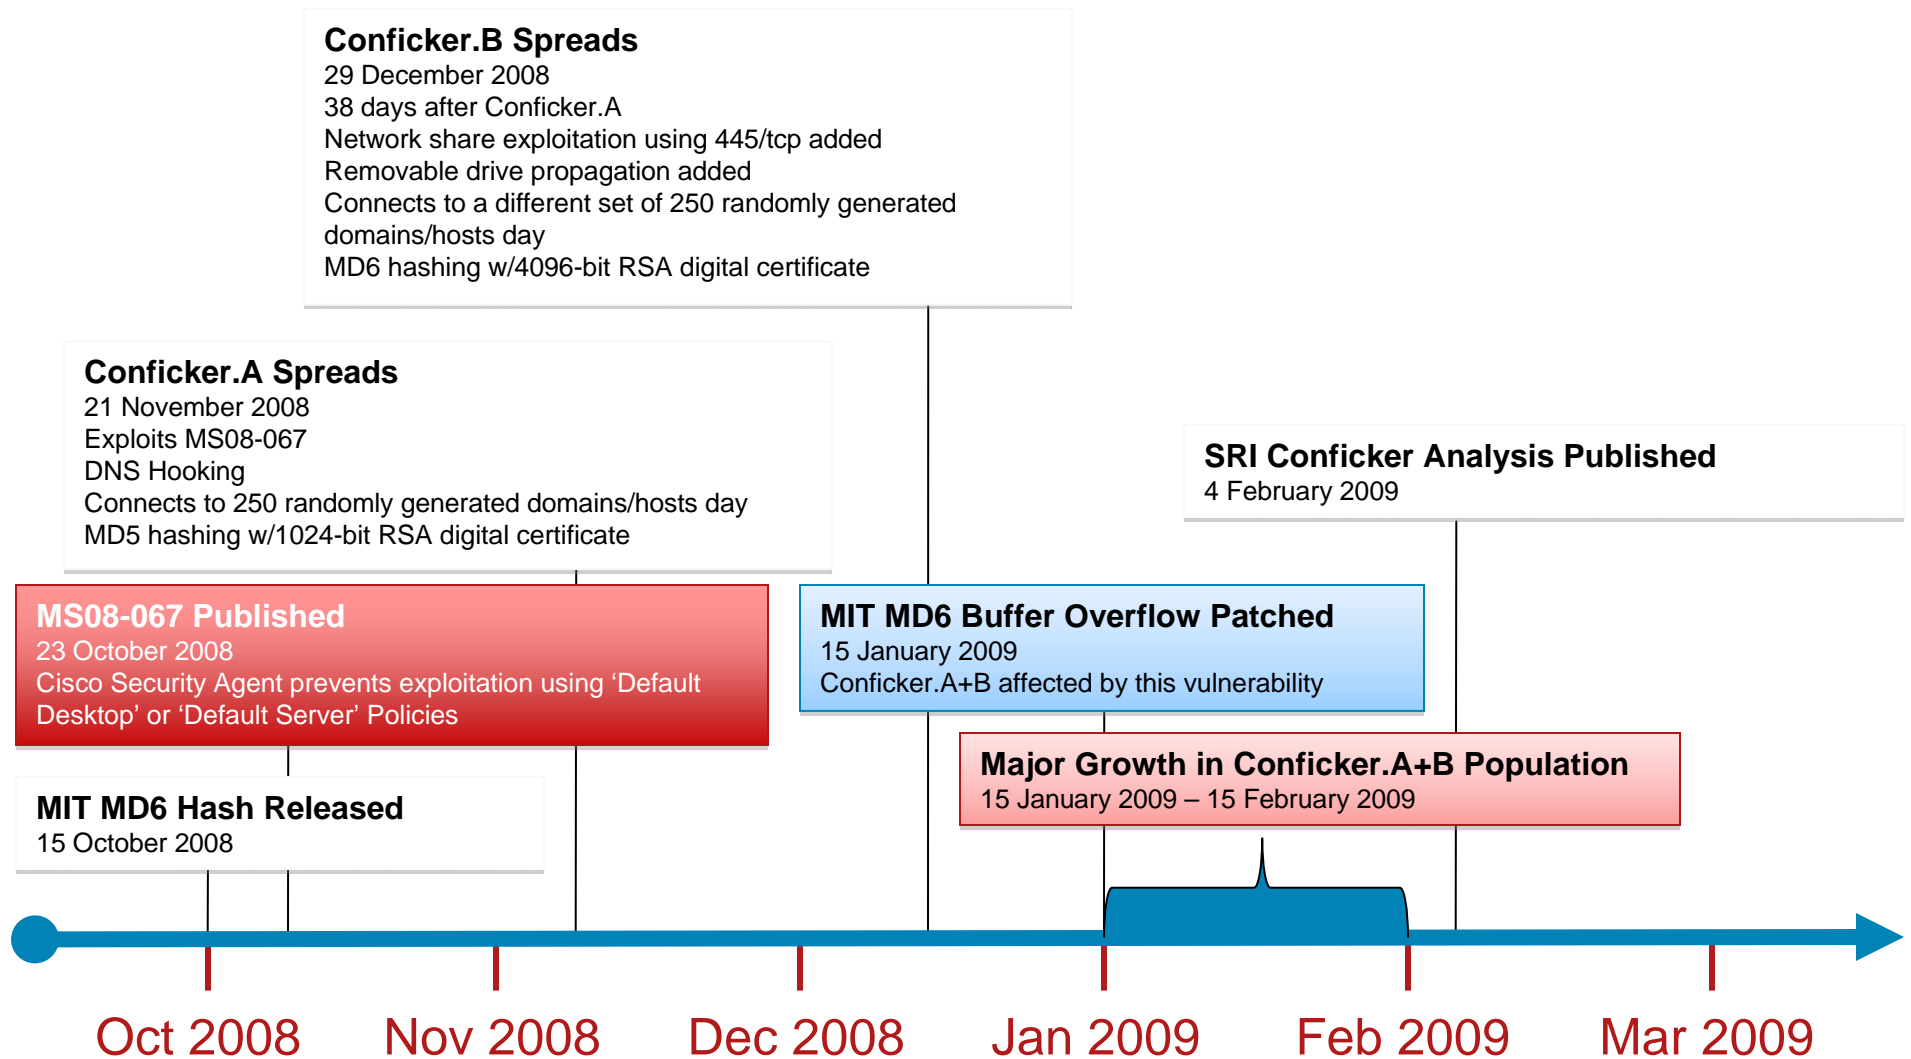 Conficker.B Spreads
29 December 2008
38 days after Conficker.A
Network share exploitation using 445/tcp added
Removable drive propagation added
Connects to a different set of 250 randomly generated
domains/hosts day
MD6 hashing w/4096-bit RSA digital certificate
Conficker.A Spreads
21 November 2008
Exploits MS08-067
DNS Hooking
Connects to 250 randomly generated domains/hosts day
MD5 hashing w/1024-bit RSA digital certificate
SRI Conficker Analysis Published
4 February 2009
MS08-067 Published
23 October 2008
Cisco Security Agent prevents exploitation using ‘Default
Desktop’ or ‘Default Server’ Policies
MIT MD6 Buffer Overflow Patched
15 January 2009
Conficker.A+B affected by this vulnerability
Major Growth in Conficker.A+B Population
15 January 2009 – 15 February 2009
MIT MD6 Hash Released
15 October 2008
Oct 2008
Nov 2008
Dec 2008
Jan 2009
Feb 2009
Mar 2009